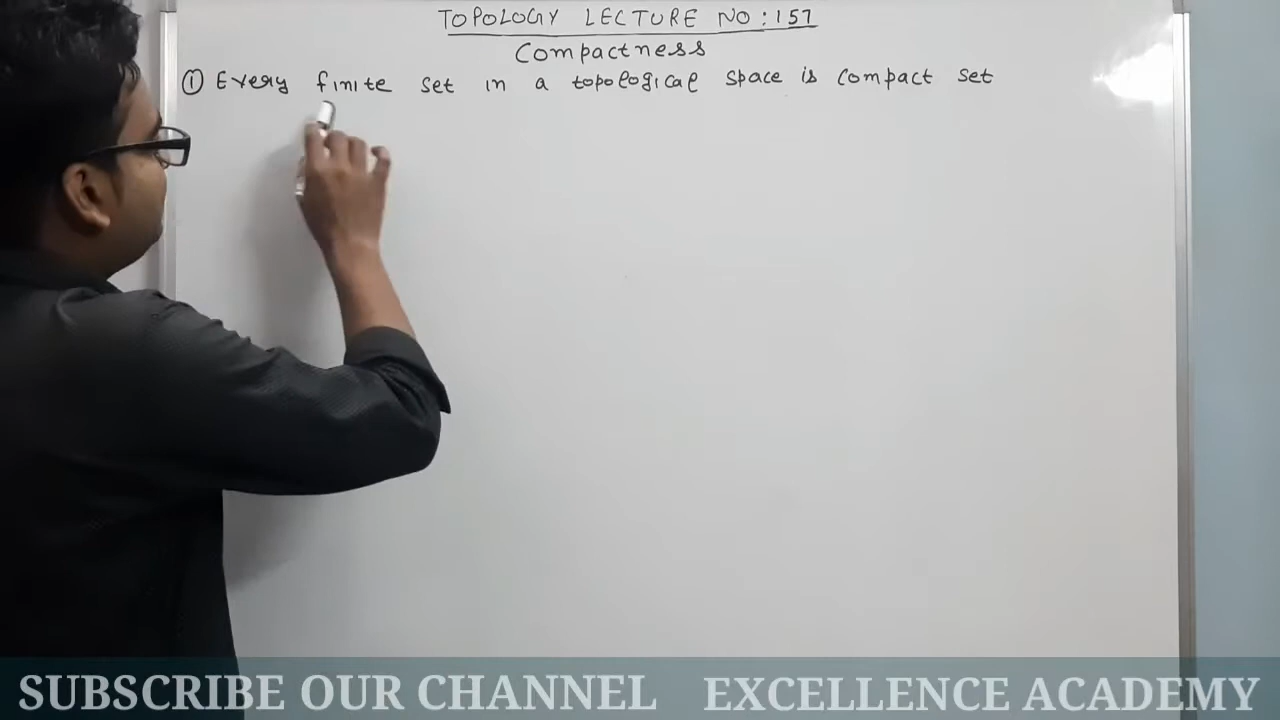 TOPOLOGY LECTURE NO : 157
Compactness
① Every finite set in a topological space is compact set
SUBSCRIBE OUR CHANNEL EXCELLENCE ACADEMY